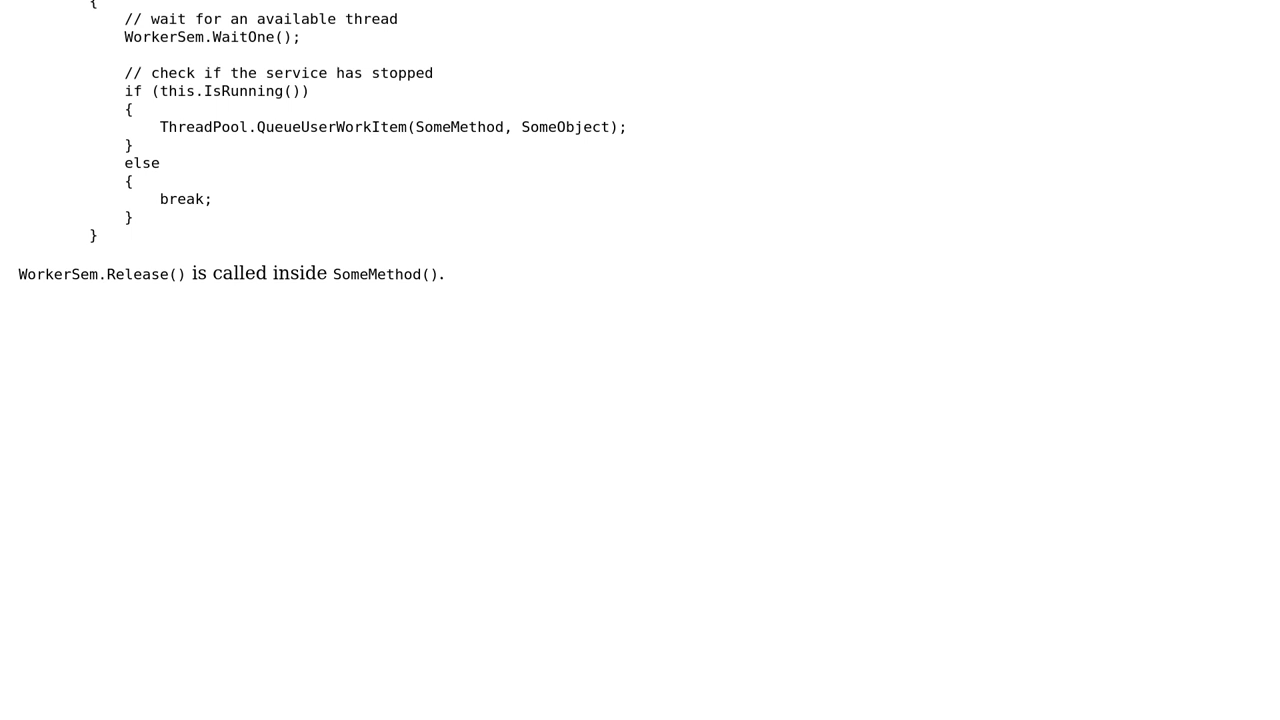 {
// wait for an available thread
WorkerSem.WaitOne();
// check if the service has stopped
if (this.IsRunning())
{
ThreadPool.QueueUserWorkItem(SomeMethod, SomeObject);
}
else
{
break;
}
}
WorkerSem.Release() is called inside SomeMethod().